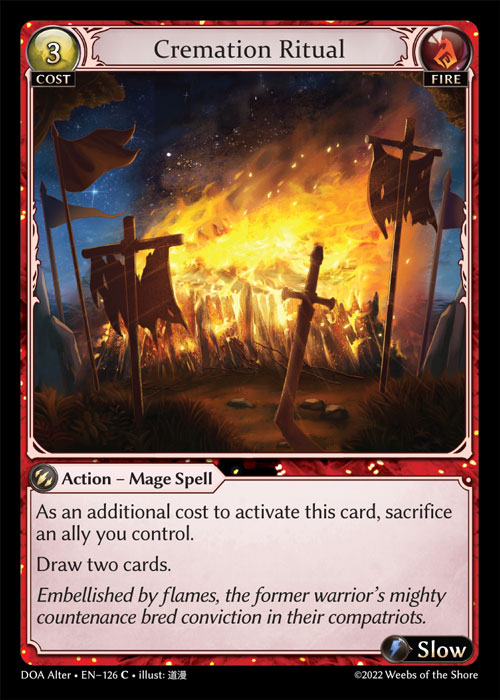 3
Cremation Ritual
COST
FIRE
Action – Mage Spell
As an additional cost to activate this card, sacrifice
an ally you control.
Draw two cards.
Embellished by flames, the former warrior's mighty
countenance bred conviction in their compatriots.
Slow
DOA Alter • EN–126 C • illust: 道漫
©2022 Weebs of the Shore